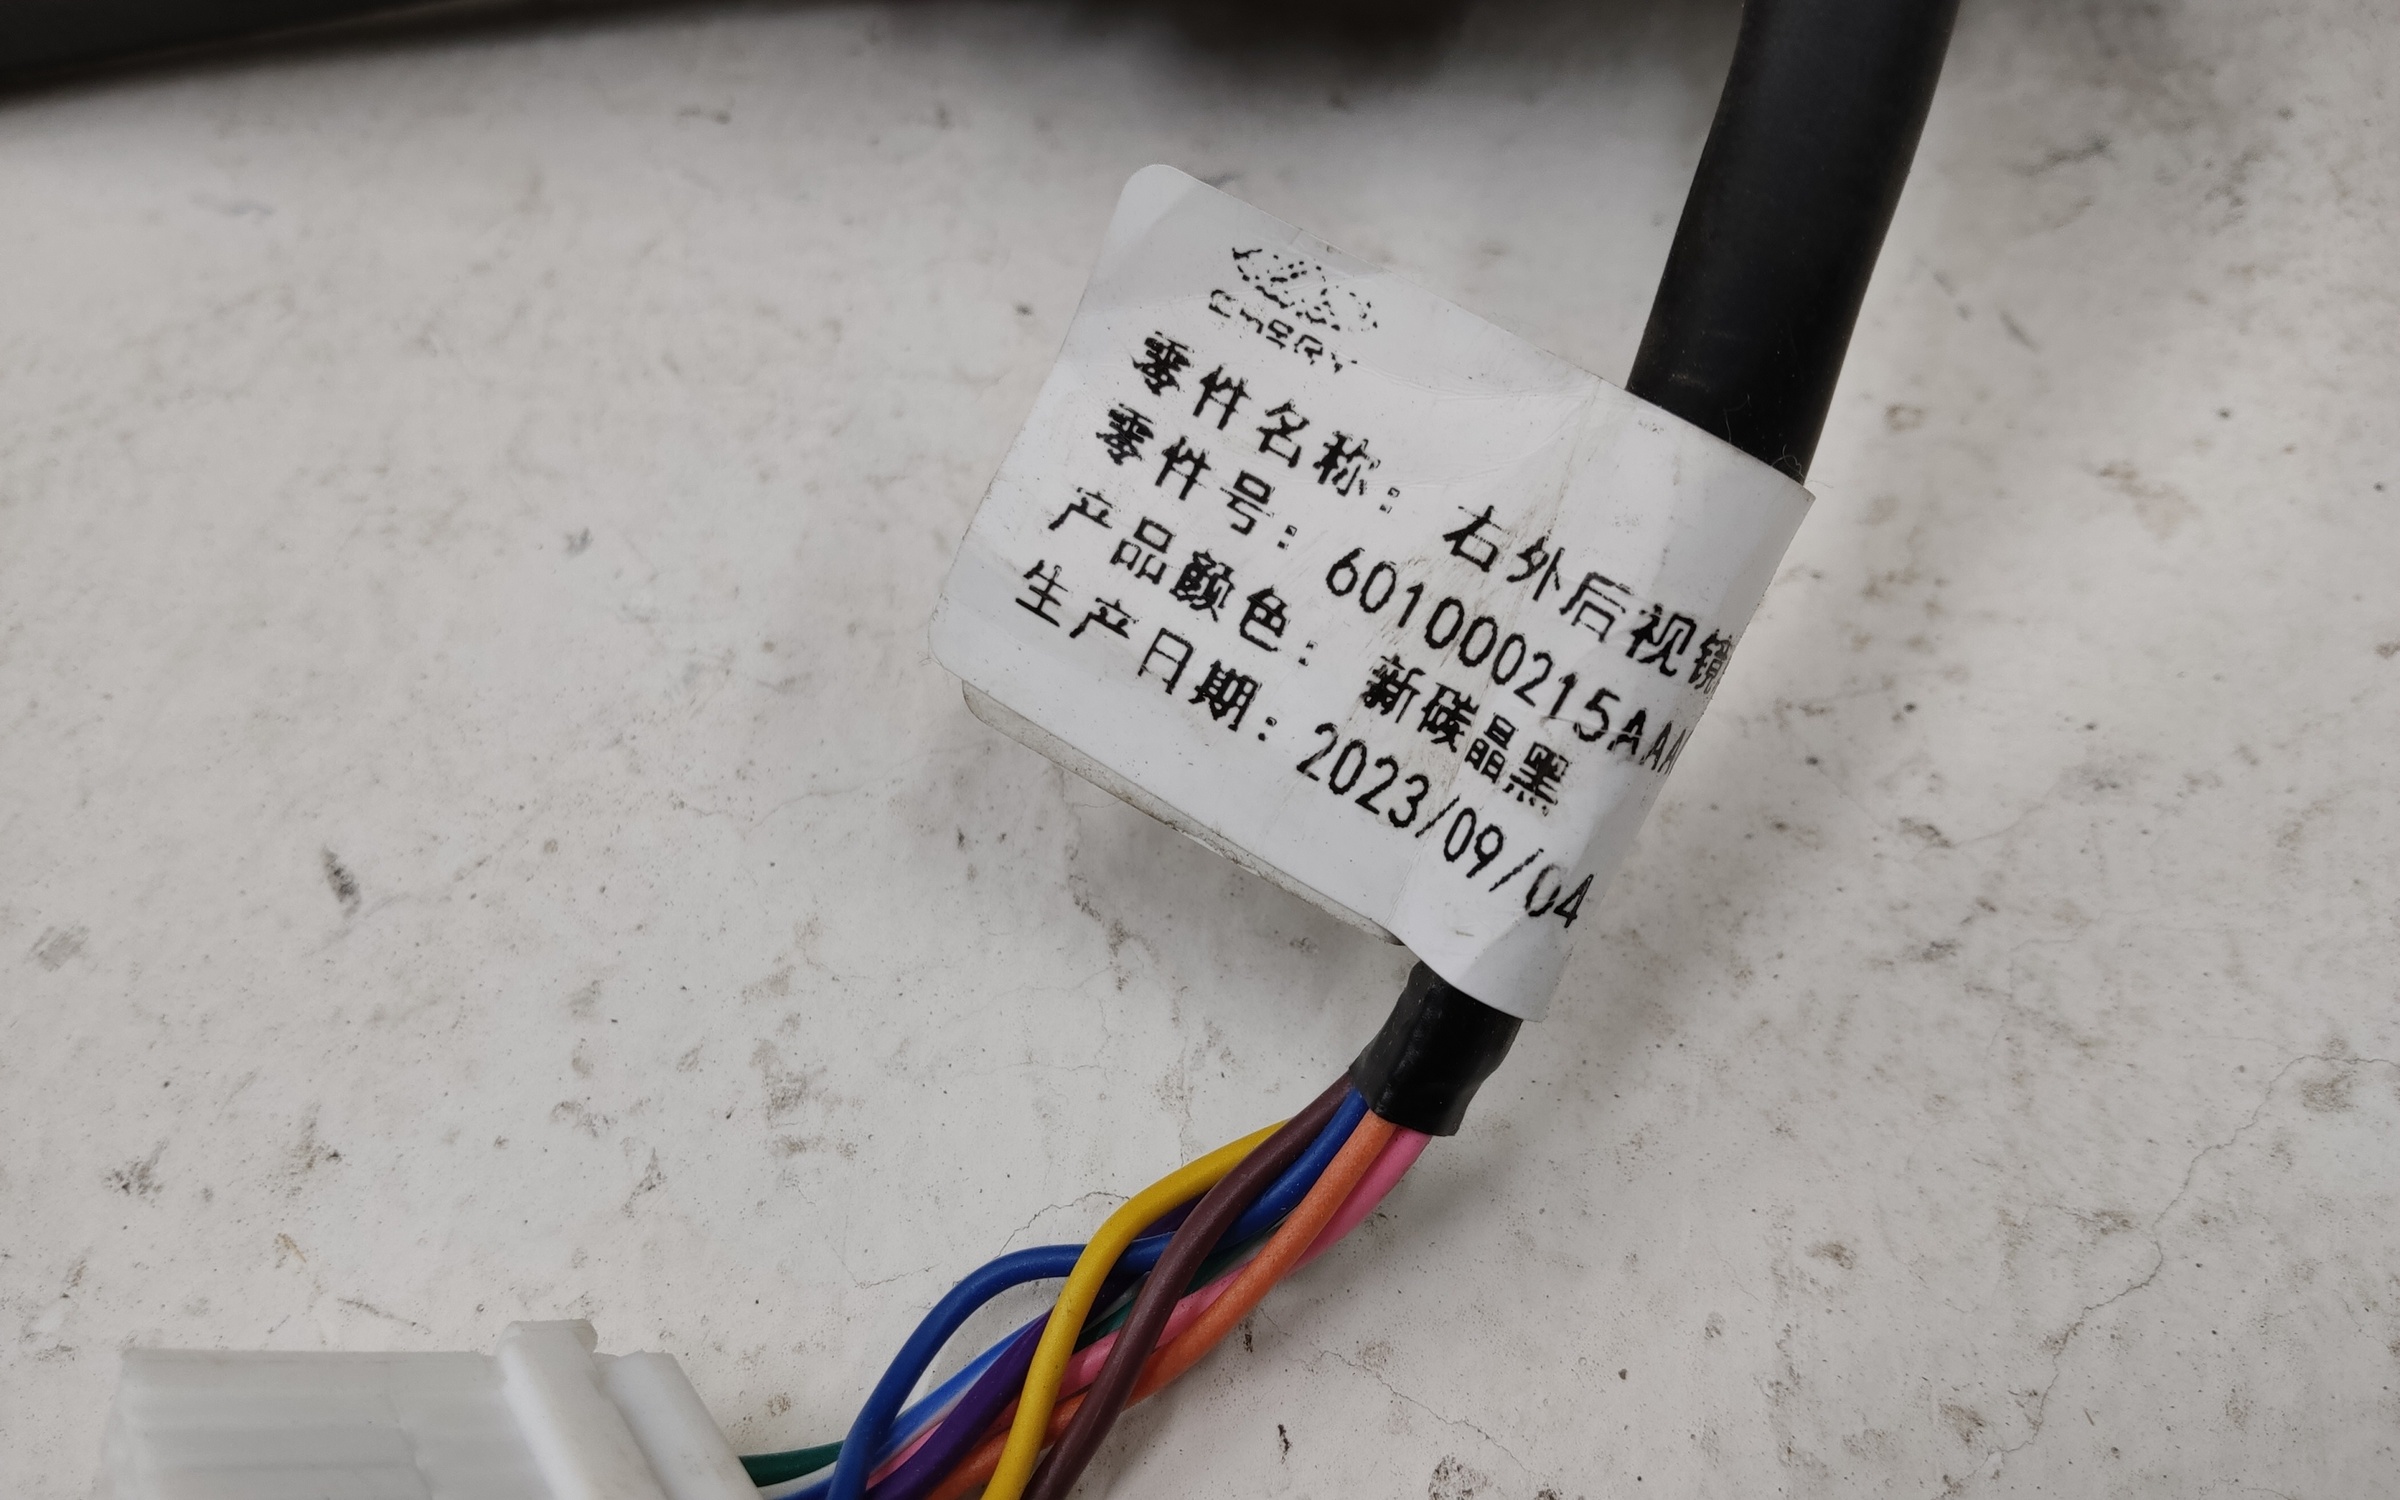 CHERY
零件名称: 右外后视镜
零件号: 601000215AAA
产品颜色: 新碳晶黑
生产日期: 2023/09/04